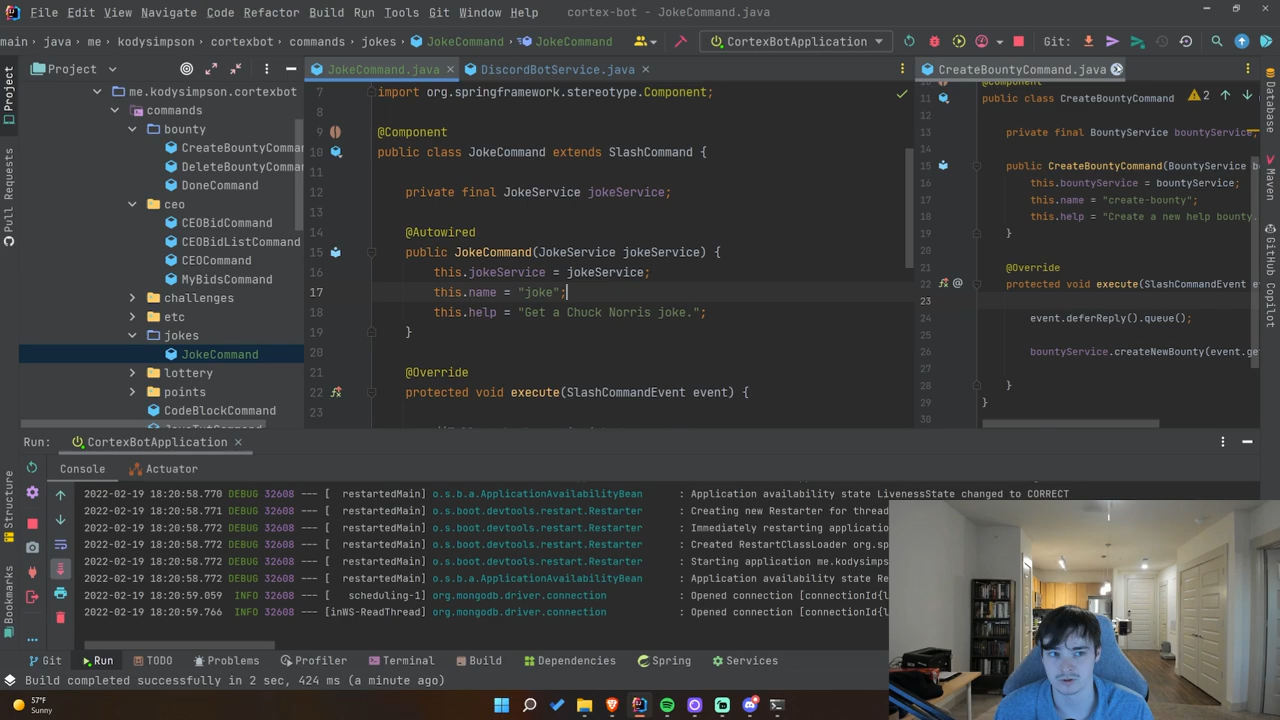 File Edit View Navigate Code Refactor Build Run Tools Git Window Help cortex-bot - JokeCommand.java
main java me kodysimpson cortexbot commands jokes JokeCommand JokeCommand CortexBotApplication Git:
Project JokeCommand.java DiscordBotService.java CreateBountyCommand.java
me.kodysimpson.cortexbot
commands
bounty
CreateBountyComma
DeleteBountyComman
DoneCommand
ceo
CEOBidCommand
CEOBidListCommand
CEOCommand
MyBidsCommand
challenges
etc
jokes
JokeCommand
lottery
points
CodeBlockCommand
7 import org.springframework.stereotype.Component;
8
9 @Component
10 public class JokeCommand extends SlashCommand {
11
12 private final JokeService jokeService;
13
14 @Autowired
15 public JokeCommand(JokeService jokeService) {
16 this.jokeService = jokeService;
17 this.name = "joke";
18 this.help = "Get a Chuck Norris joke.";
19 }
20
21 @Override
22 protected void execute(SlashCommandEvent event) {
23
10 @Component
11 public class CreateBountyCommand 2
12
13 private final BountyService bountyService;
14
15 public CreateBountyCommand(BountyService b
16 this.bountyService = bountyService;
17 this.name = "create-bounty";
18 this.help = "Create a new help bounty.
19 }
20
21 @Override
22 protected void execute(SlashCommandEvent e
23
24 event.deferReply().queue();
25
26 bountyService.createNewBounty(event.ge
28 }
29 }
30
Project
Pull Requests
Structure
Bookmarks
Database
Maven
GitHub Copilot
Run: CortexBotApplication
Console Actuator
2022-02-19 18:20:58.770 DEBUG 32608 --- [ restartedMain] o.s.b.a.ApplicationAvailabilityBean : Application availability state LivenessState changed to CORRECT
2022-02-19 18:20:58.771 DEBUG 32608 --- [ restartedMain] o.s.boot.devtools.restart.Restarter : Creating new Restarter for thread
2022-02-19 18:20:58.772 DEBUG 32608 --- [ restartedMain] o.s.boot.devtools.restart.Restarter : Immediately restarting application
2022-02-19 18:20:58.772 DEBUG 32608 --- [ restartedMain] o.s.boot.devtools.restart.Restarter : Created RestartClassLoader org.sp
2022-02-19 18:20:58.772 DEBUG 32608 --- [ restartedMain] o.s.boot.devtools.restart.Restarter : Starting application me.kodysimps
2022-02-19 18:20:58.772 DEBUG 32608 --- [ restartedMain] o.s.b.a.ApplicationAvailabilityBean : Application availability state Re
2022-02-19 18:20:59.059 INFO 32608 --- [ scheduling-1] org.mongodb.driver.connection : Opened connection [connectionId{l
2022-02-19 18:20:59.766 INFO 32608 --- [inWS-ReadThread] org.mongodb.driver.connection : Opened connection [connectionId{l
Git Run TODO Problems Profiler Terminal Build Dependencies Spring Services
Build completed successfully in 2 sec, 424 ms (a minute ago)
57°F
Sunny